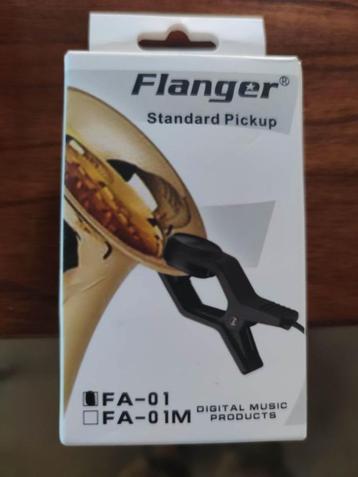 Flanger®
Standard Pickup
FA-01
FA-01M
DIGITAL MUSIC
PRODUCTS